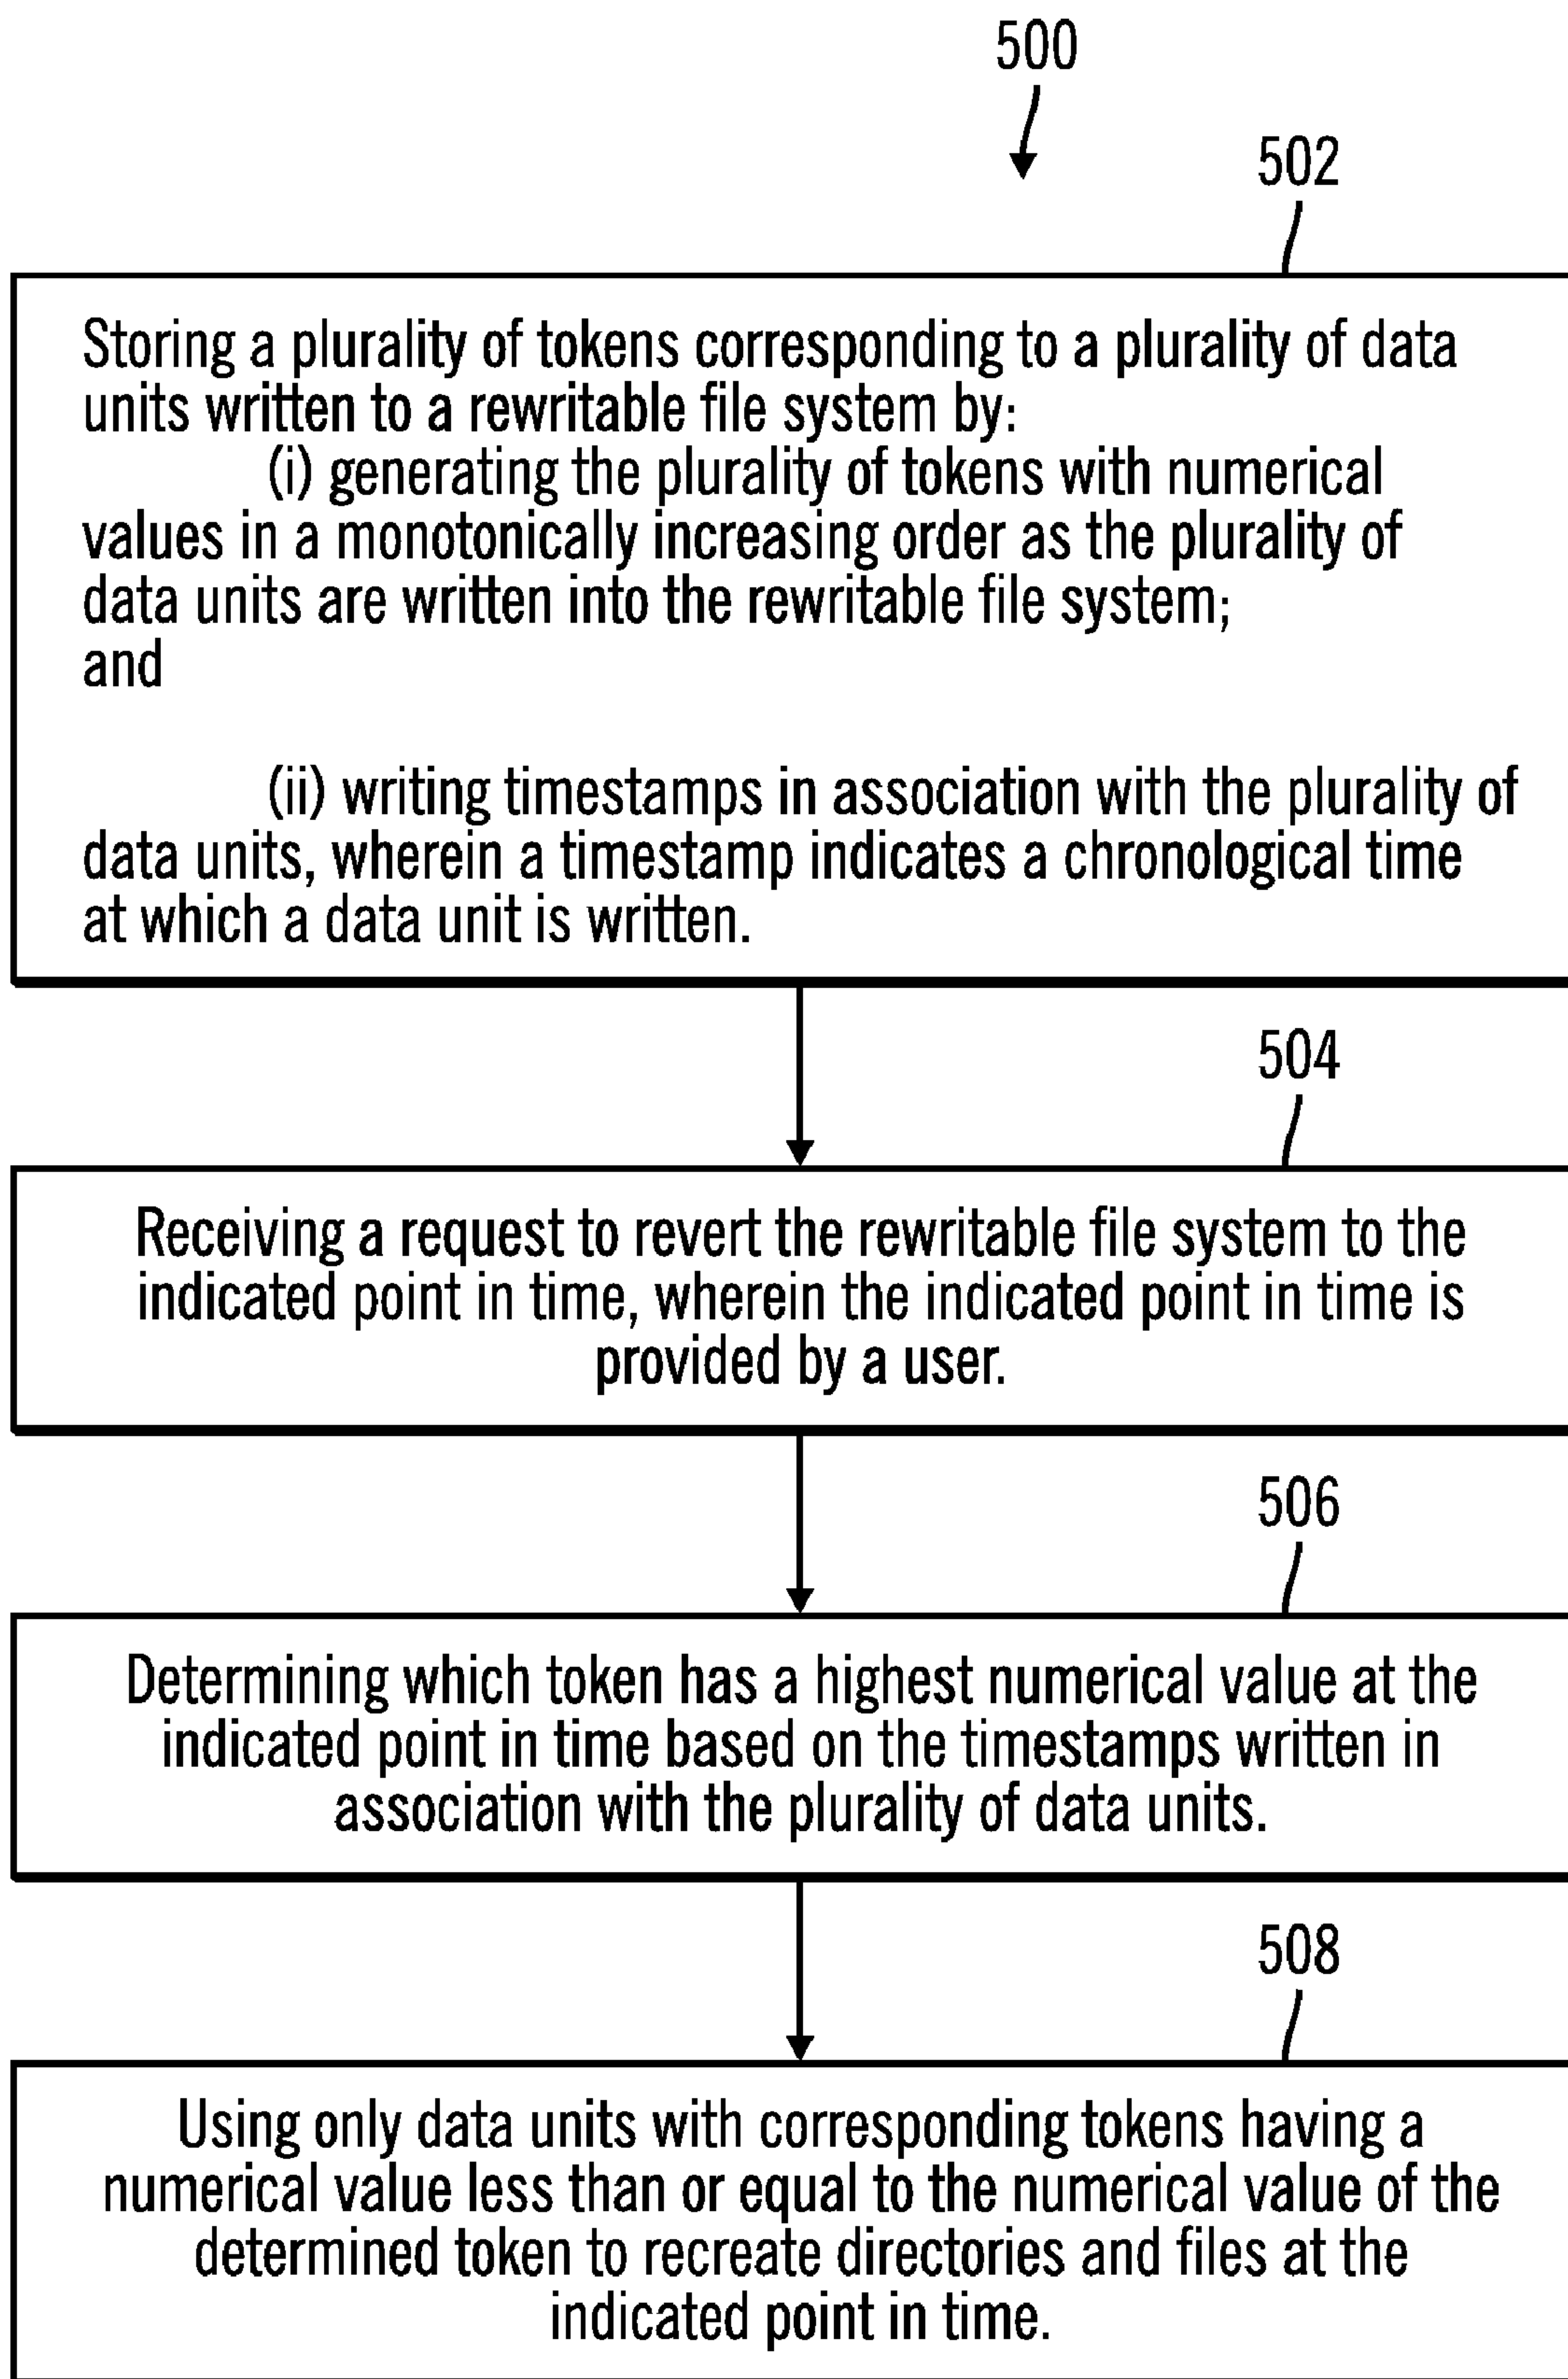 500
502
Storing a plurality of tokens corresponding to a plurality of data
units written to a rewritable file system by:
(i) generating the plurality of tokens with numerical
values in a monotonically increasing order as the plurality of
data units are written into the rewritable file system;
and
(ii) writing timestamps in association with the plurality of
data units, wherein a timestamp indicates a chronological time
at which a data unit is written.
504
Receiving a request to revert the rewritable file system to the
indicated point in time, wherein the indicated point in time is
provided by a user.
506
Determining which token has a highest numerical value at the
indicated point in time based on the timestamps written in
association with the plurality of data units.
508
Using only data units with corresponding tokens having a
numerical value less than or equal to the numerical value of the
determined token to recreate directories and files at the
indicated point in time.